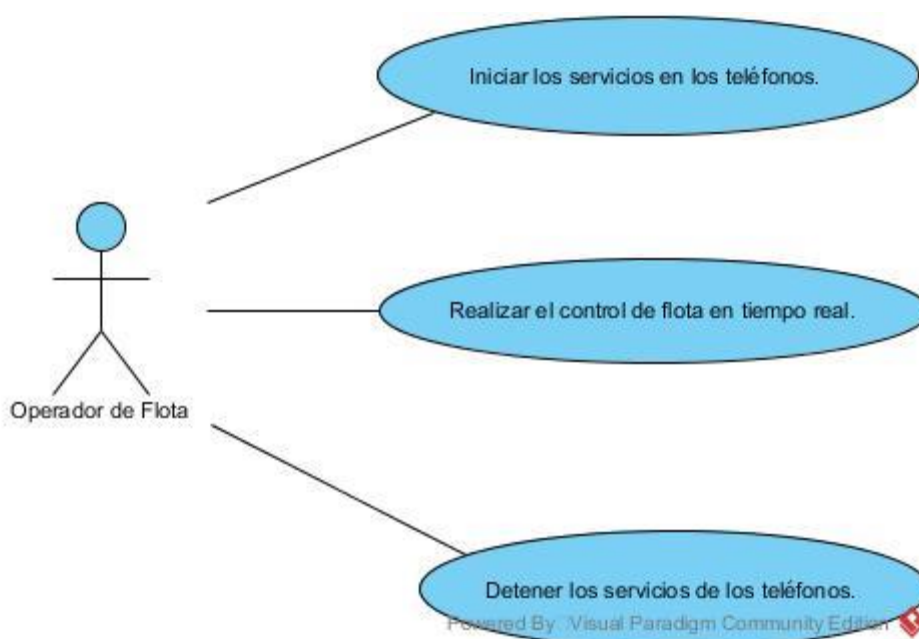 Iniciar los servicios en los teléfonos.
Realizar el control de flota en tiempo real.
Operador de Flota
Detener los servicios de los teléfonos.
Powered By Visual Paradigm Community Edition